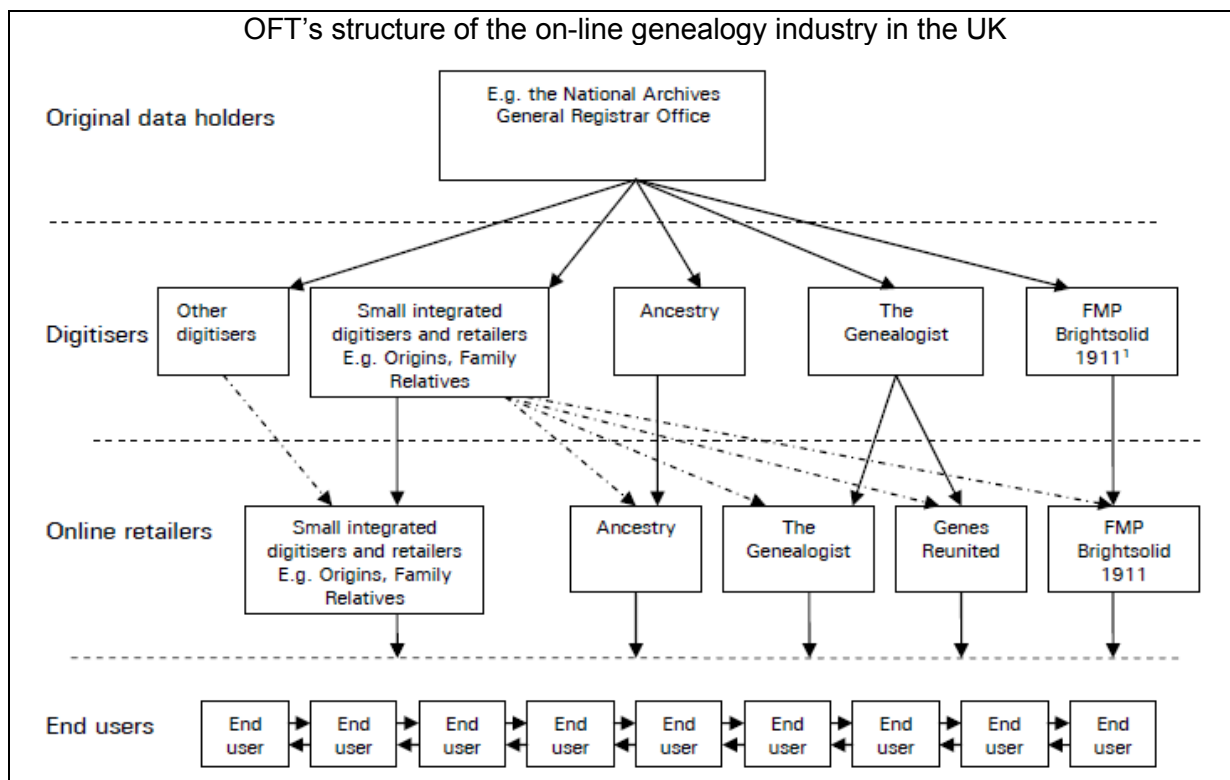 OFT’s structure of the on-line genealogy industry in the UK
Original data holders
E.g. the National Archives
General Registrar Office
Digitisers
Other
digitisers
Small integrated
digitisers and retailers
E.g. Origins, Family
Relatives
Ancestry
The
Genealogist
FMP
Brightsolid
1911¹
Online retailers
Small integrated
digitisers and retailers
E.g. Origins, Family
Relatives
Ancestry
The
Genealogist
Genes
Reunited
FMP
Brightsolid
1911
End users
End
user
End
user
End
user
End
user
End
user
End
user
End
user
End
user
End
user